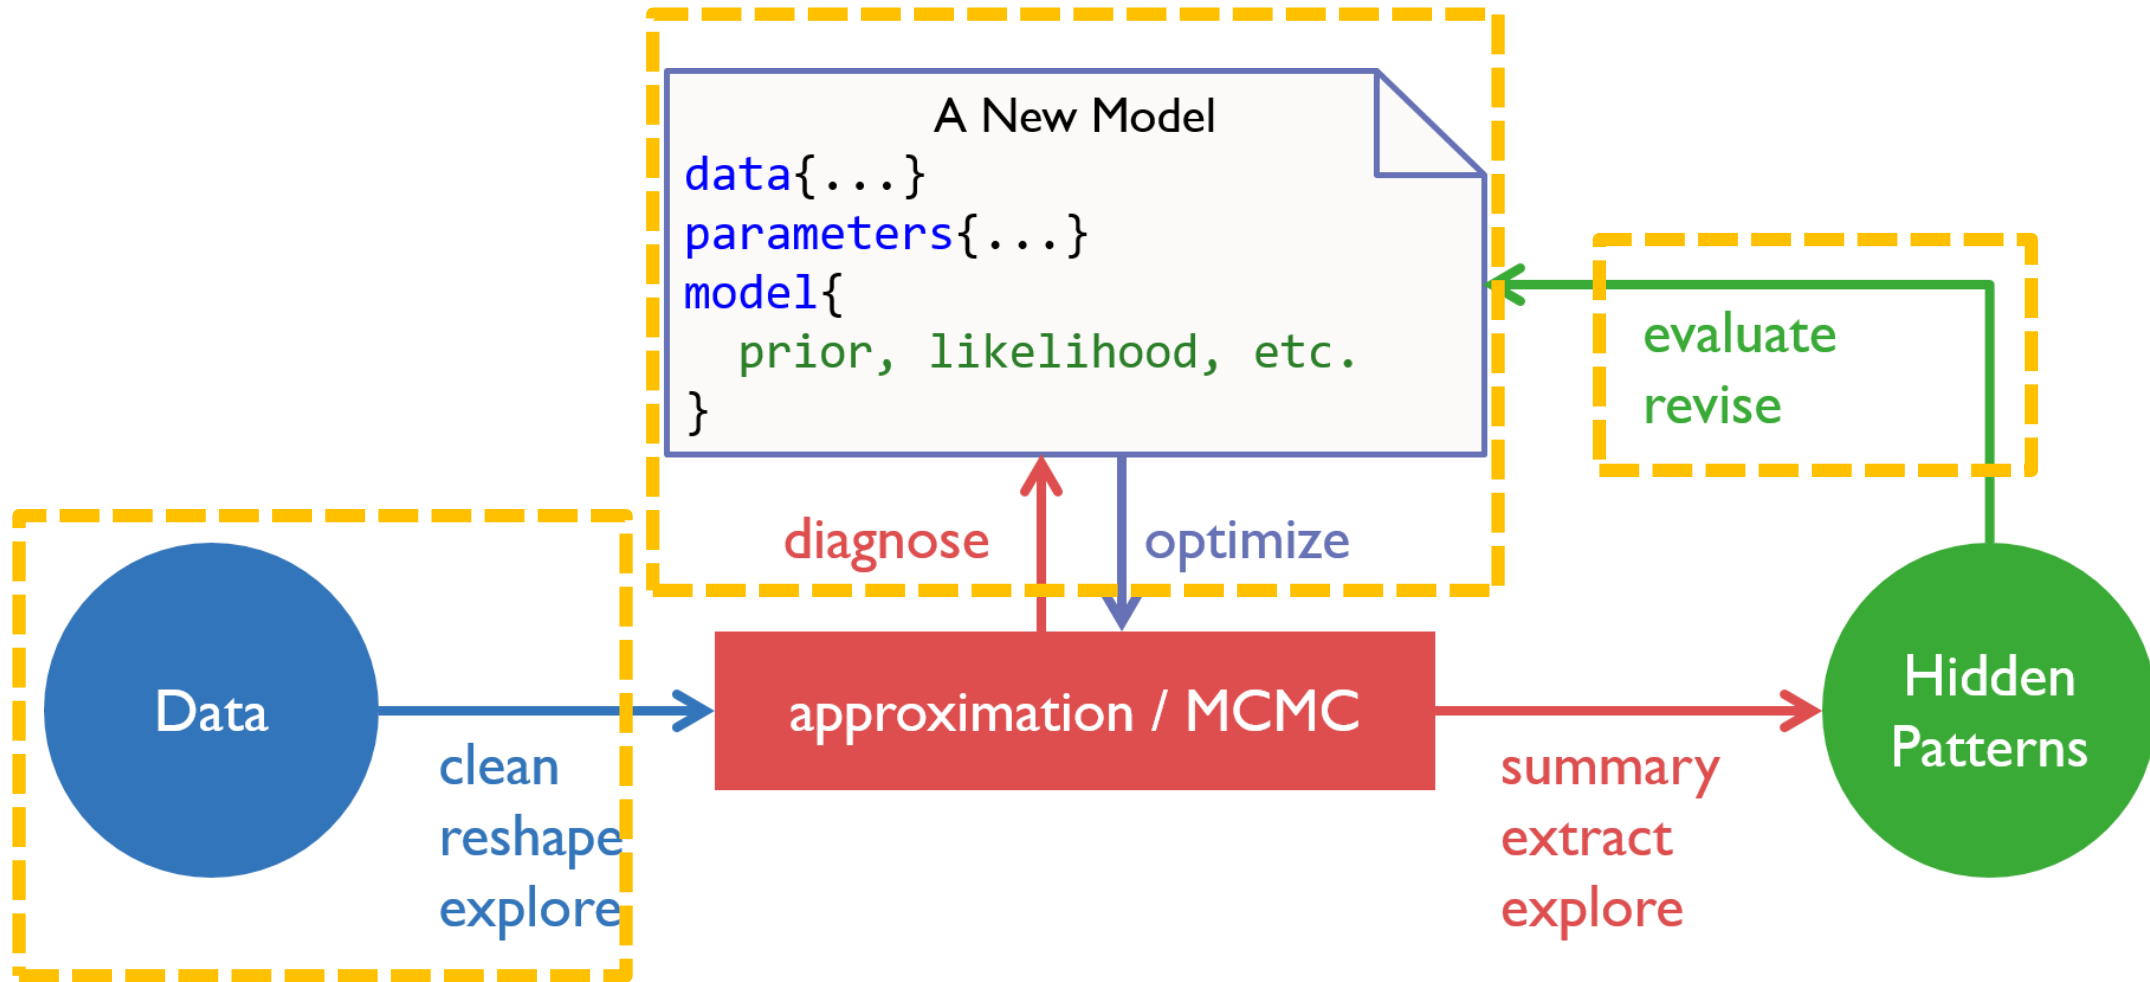 A New Model
data{...}
parameters{...}
model{
prior, likelihood, etc.
}
evaluate
revise
diagnose
optimize
Data
clean
reshape
explore
approximation / MCMC
summary
extract
explore
Hidden
Patterns